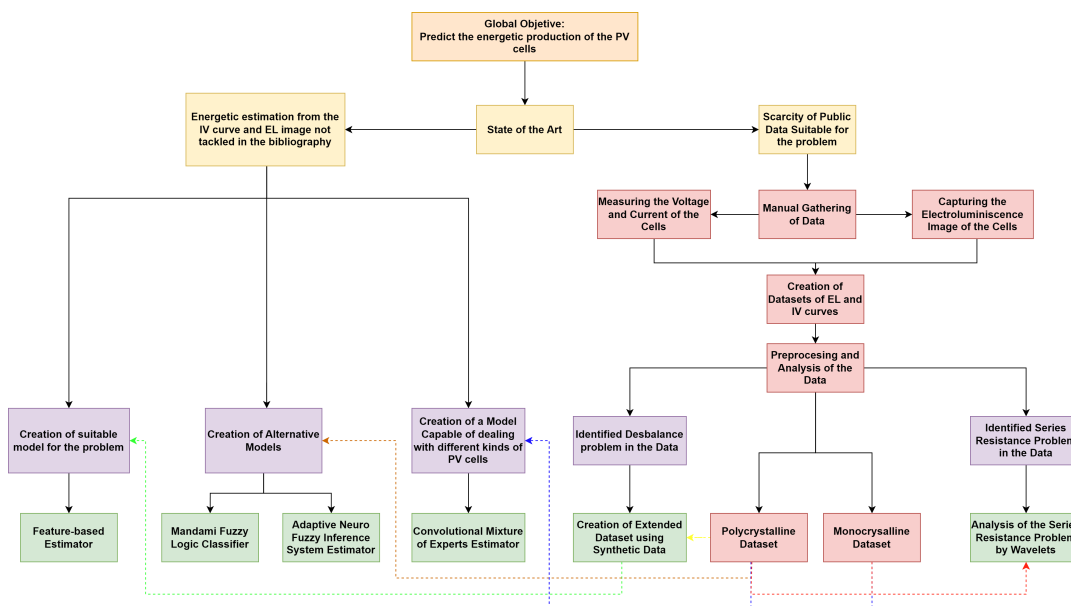 Global Objetive:
Predict the energetic production of the PV
cells
Energetic estimation from the
IV curve and EL image not
tackled in the bibliography
State of the Art
Scarcity of Public
Data Suitable for
the problem
Measuring the Voltage
and Current of the
Cells
Manual Gathering
of Data
Capturing the
Electroluminiscence
Image of the Cells
Creation of
Datasets of EL and
IV curves
Preprocesing and
Analysis of the
Data
Creation of suitable
model for the problem
Creation of Alternative
Models
Creation of a Model
Capable of dealing
with different kinds of
PV cells
Identified Desbalance
problem in the Data
Identified Series
Resistance Problem
in the Data
Feature-based
Estimator
Mandami Fuzzy
Logic Classifier
Adaptive Neuro
Fuzzy Inference
System Estimator
Convolutional Mixture
of Experts Estimator
Creation of Extended
Dataset using
Synthetic Data
Polycrystalline
Dataset
Monocrysalline
Dataset
Analysis of the Series
Resistance Problem
by Wavelets